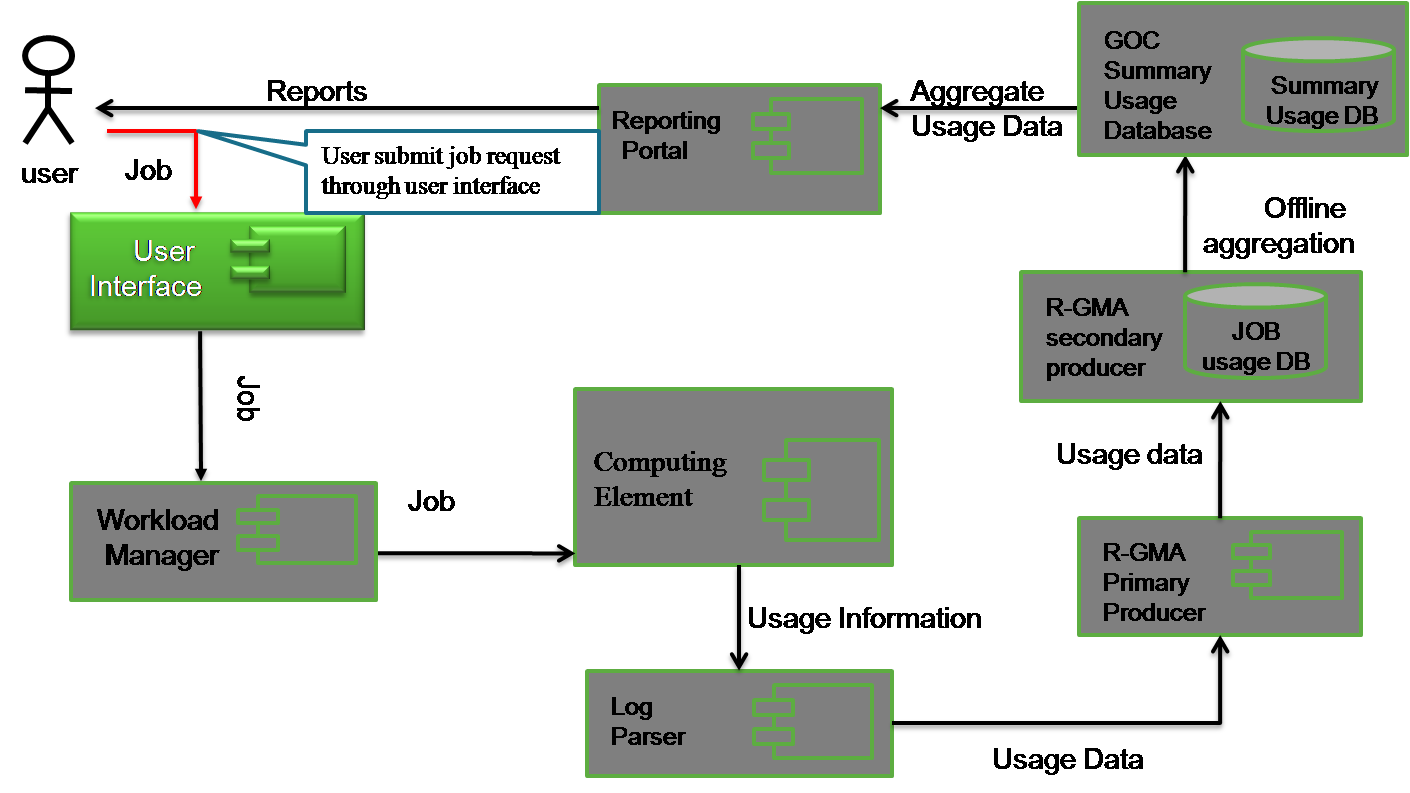 Reports
Aggregate
Usage Data
GOC
Summary
Usage
Database
Summary
Usage DB
Reporting
Portal
user
Job
User submit job request
through user interface
User
Interface
Offline
aggregation
R-GMA
secondary
producer
JOB
usage DB
Job
Usage data
Workload
Manager
Job
Computing
Element
R-GMA
Primary
Producer
Usage Information
Log
Parser
Usage Data